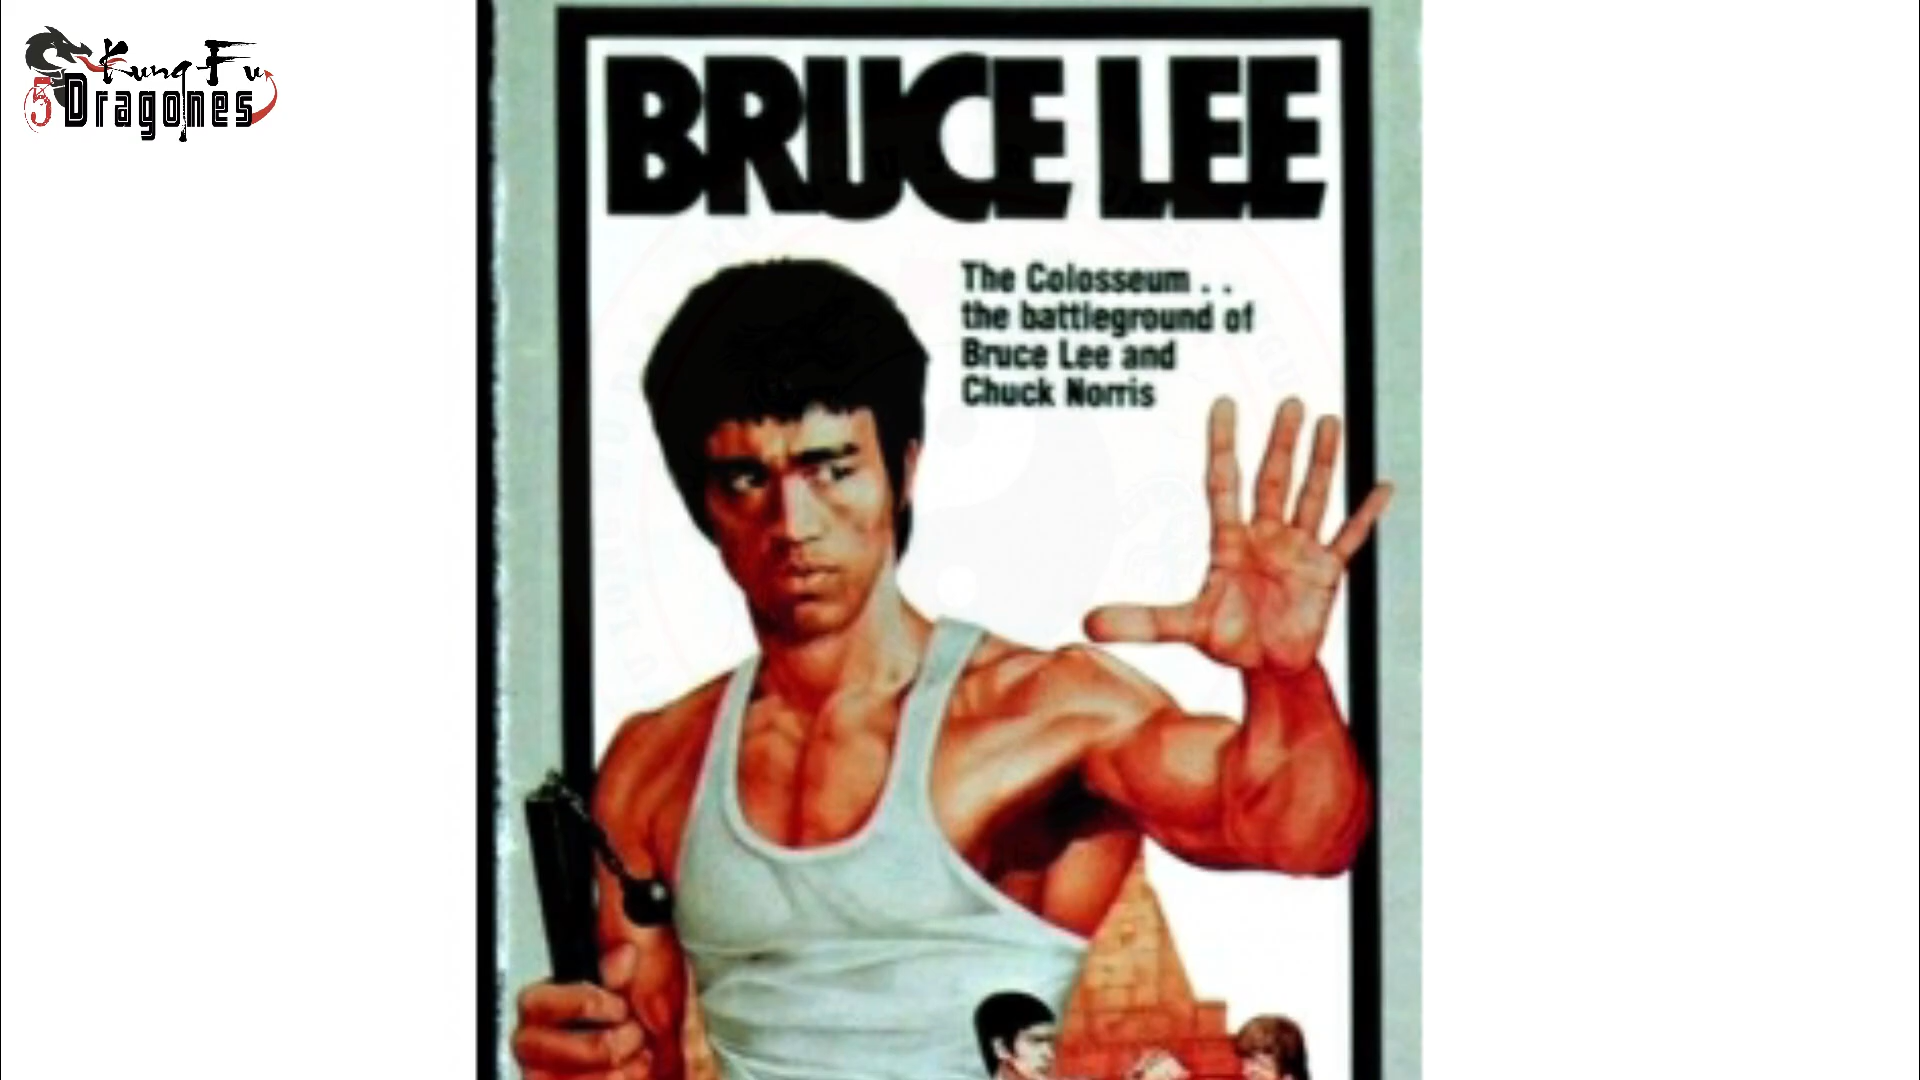 Kung Fu
5 Dragones
BRUCE LEE
The Colosseum . .
the battleground of
Bruce Lee and
Chuck Norris